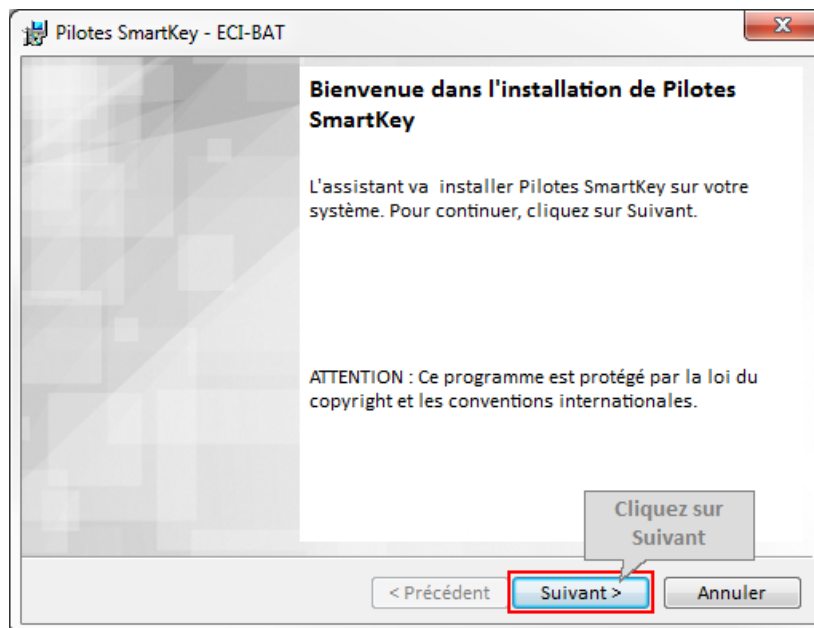 Pilotes SmartKey - ECI-BAT
Bienvenue dans l'installation de Pilotes
SmartKey
L'assistant va  installer Pilotes SmartKey sur votre
système. Pour continuer, cliquez sur Suivant.
ATTENTION : Ce programme est protégé par la loi du
copyright et les conventions internationales.
Cliquez sur
Suivant
< Précédent
Suivant >
Annuler